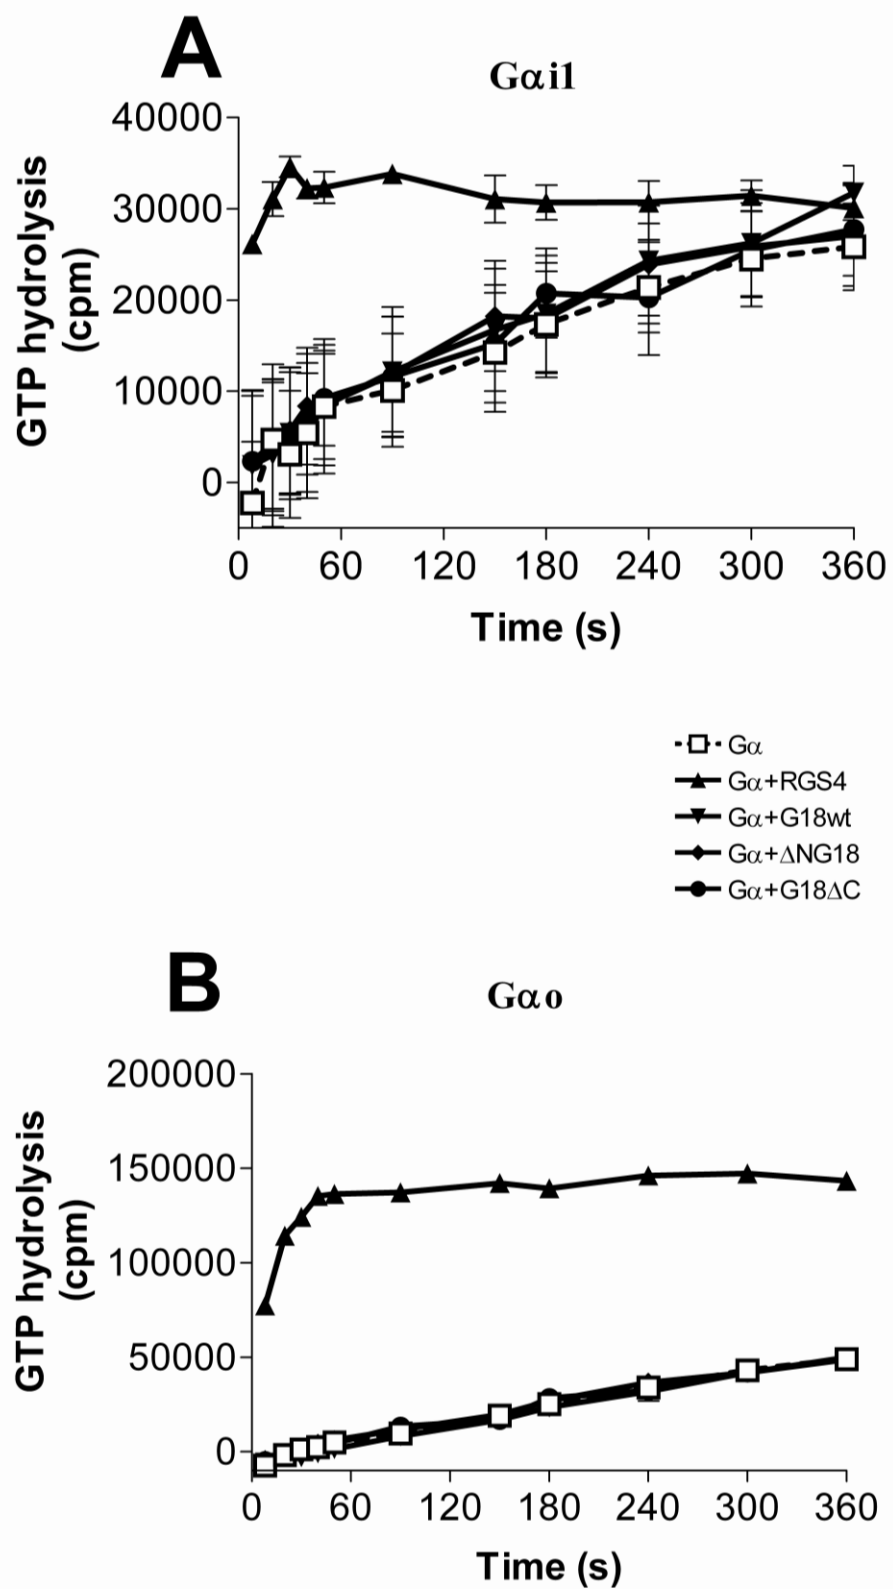 A
Gαi1
40000
30000
20000
10000
0
GTP hydrolysis
(cpm)
0 60 120 180 240 300 360
Time (s)
Gα
Gα+RGS4
Gα+G18wt
Gα+ΔNG18
Gα+G18ΔC
B
Gαo
200000
150000
100000
50000
0
GTP hydrolysis
(cpm)
0 60 120 180 240 300 360
Time (s)